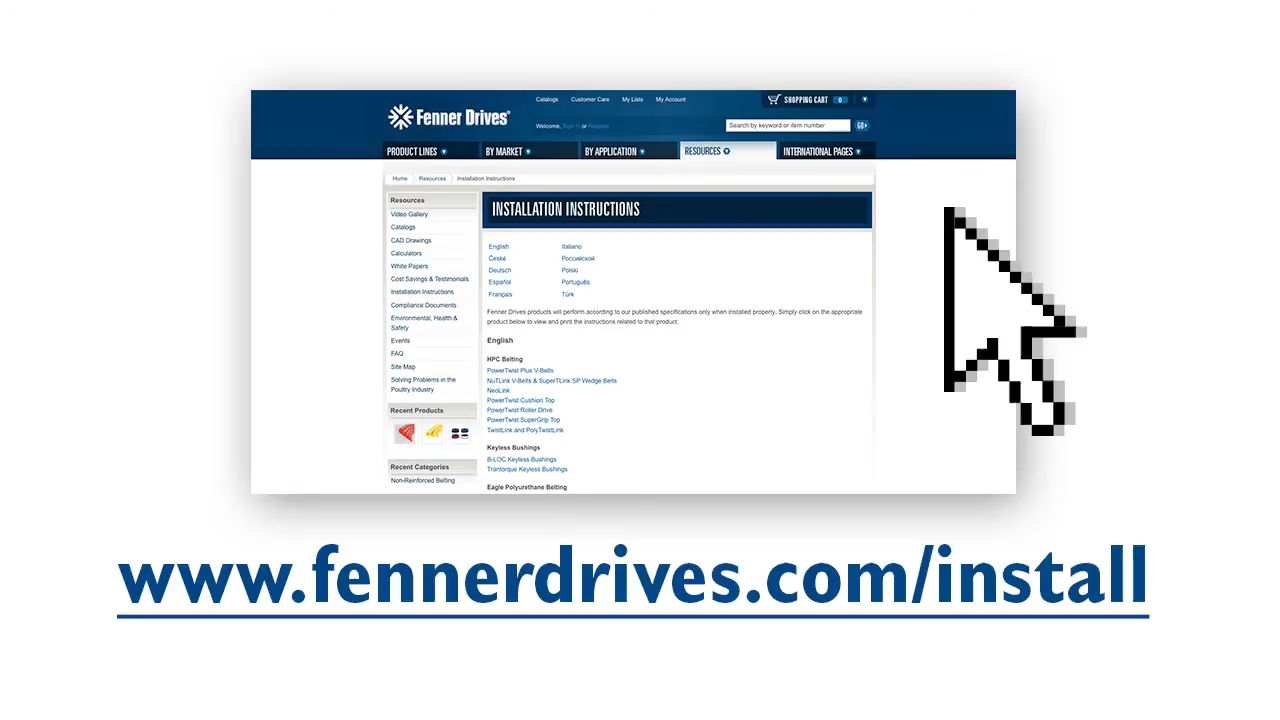 Catalogs Customer Care My Lists My Account SHOPPING CART 0
Fenner Drives®
Welcome, Sign In or Register Search by keyword or item number GO
PRODUCT LINES BY MARKET BY APPLICATION RESOURCES INTERNATIONAL PAGES
Home Resources Installation Instructions
Resources
Video Gallery
Catalogs
CAD Drawings
Calculators
White Papers
Cost Savings & Testimonials
Installation Instructions
Compliance Documents
Environmental, Health &
Safety
Events
FAQ
Site Map
Solving Problems in the
Poultry Industry
Recent Products
Recent Categories
Non-Reinforced Belting
INSTALLATION INSTRUCTIONS
English Italiano
České Российской
Deutsch Polski
Español Português
Français Türk
Fenner Drives products will perform according to our published specifications only when installed properly. Simply click on the appropriate
product below to view and print the instructions related to that product.
English
HPC Belting
PowerTwist Plus V-Belts
NuTLink V-Belts & SuperTLink SP Wedge Belts
NeoLink
PowerTwist Cushion Top
PowerTwist Roller Drive
PowerTwist SuperGrip Top
TwistLink and PolyTwistLink
Keyless Bushings
B-LOC Keyless Bushings
Trantorque Keyless Bushings
Eagle Polyurethane Belting
www.fennerdrives.com/install